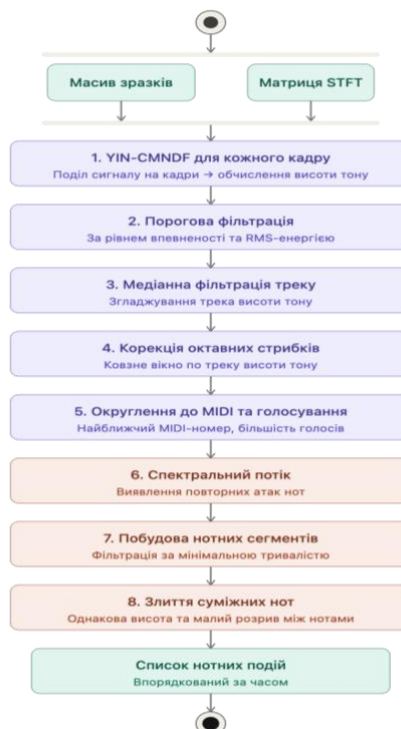 Масив зразків
Матриця STFT
1. YIN-CMNDF для кожного кадру
Поділ сигналу на кадри → обчислення висоти тону
2. Порогова фільтрація
За рівнем впевненості та RMS-енергією
3. Медіанна фільтрація треку
Згладжування трека висоти тону
4. Корекція октавних стрибків
Ковзне вікно по треку висоти тону
5. Округлення до MIDI та голосування
Найближчий MIDI-номер, більшість голосів
6. Спектральний потік
Виявлення повторних атак нот
7. Побудова нотних сегментів
Фільтрація за мінімальною тривалістю
8. Злиття суміжних нот
Однакова висота та малий розрив між нотами
Список нотних подій
Впорядкований за часом